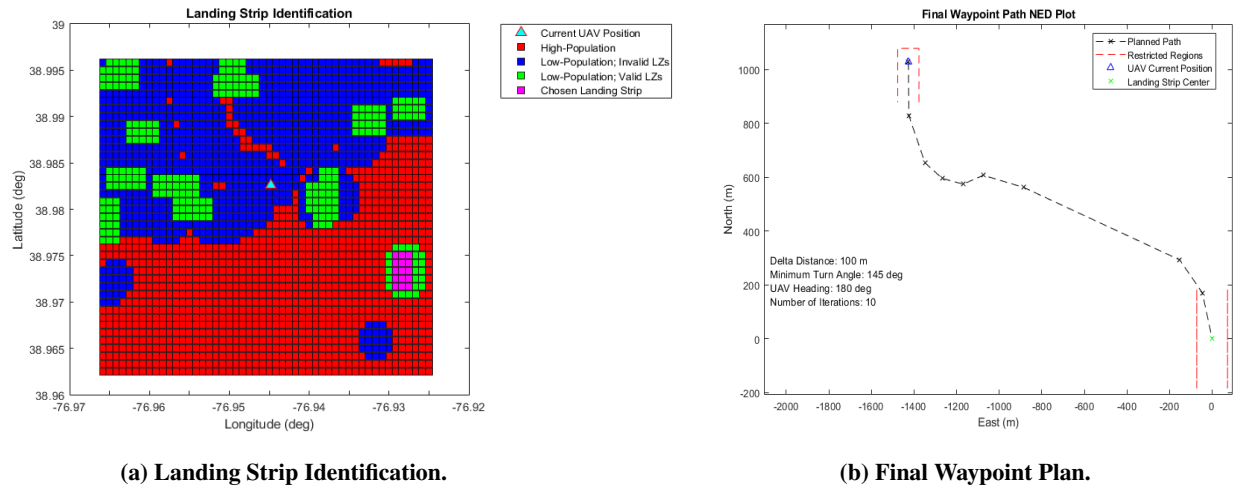 Landing Strip Identification
39
38.995
38.99
38.985
38.98
38.975
38.97
38.965
38.96
Latitude (deg)
-76.97
-76.96
-76.95
-76.94
-76.93
-76.92
Longitude (deg)
Current UAV Position
High-Population
Low-Population; Invalid LZs
Low-Population; Valid LZs
Chosen Landing Strip
(a) Landing Strip Identification.
Final Waypoint Path NED Plot
1000
800
600
400
200
0
-200
North (m)
-2000
-1800
-1600
-1400
-1200
-1000
-800
-600
-400
-200
0
East (m)
Planned Path
Restricted Regions
UAV Current Position
Landing Strip Center
Delta Distance: 100 m
Minimum Turn Angle: 145 deg
UAV Heading: 180 deg
Number of Iterations: 10
(b) Final Waypoint Plan.